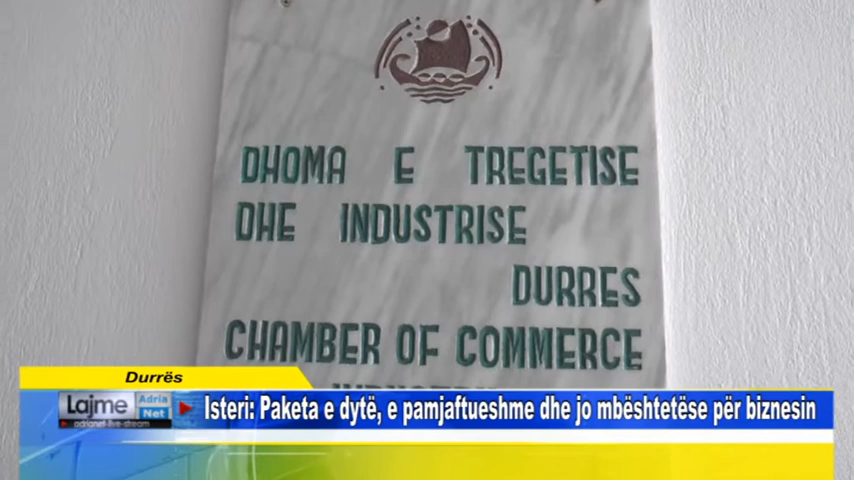 DHOMA E TREGETISE
DHE INDUSTRISE
DURRES
CHAMBER OF COMMERCE
Durrës
Lajme Adria Net
adrianet-live-stream
Isteri: Paketa e dytë, e pamjaftueshme dhe jo mbështetëse për biznesin